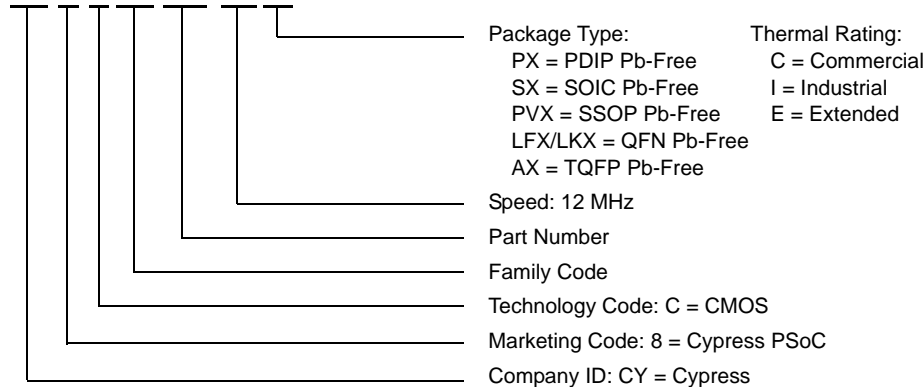 Package Type: Thermal Rating:
PX = PDIP Pb-Free C = Commercial
SX = SOIC Pb-Free I = Industrial
PVX = SSOP Pb-Free E = Extended
LFX/LKX = QFN Pb-Free
AX = TQFP Pb-Free
Speed: 12 MHz
Part Number
Family Code
Technology Code: C = CMOS
Marketing Code: 8 = Cypress PSoC
Company ID: CY = Cypress